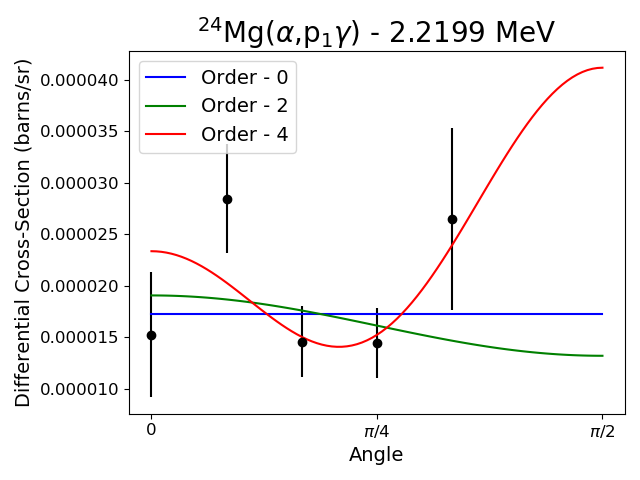 ²⁴Mg(α,p₁γ) - 2.2199 MeV
Order - 0
Order - 2
Order - 4
Differential Cross-Section (barns/sr)
0.000040
0.000035
0.000030
0.000025
0.000020
0.000015
0.000010
0 π/4 π/2
Angle